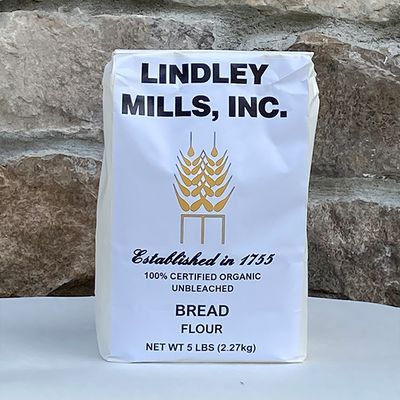 LINDLEY
MILLS, INC.
Established in 1755
100% CERTIFIED ORGANIC
UNBLEACHED
BREAD
FLOUR
NET WT 5 LBS (2.27kg)